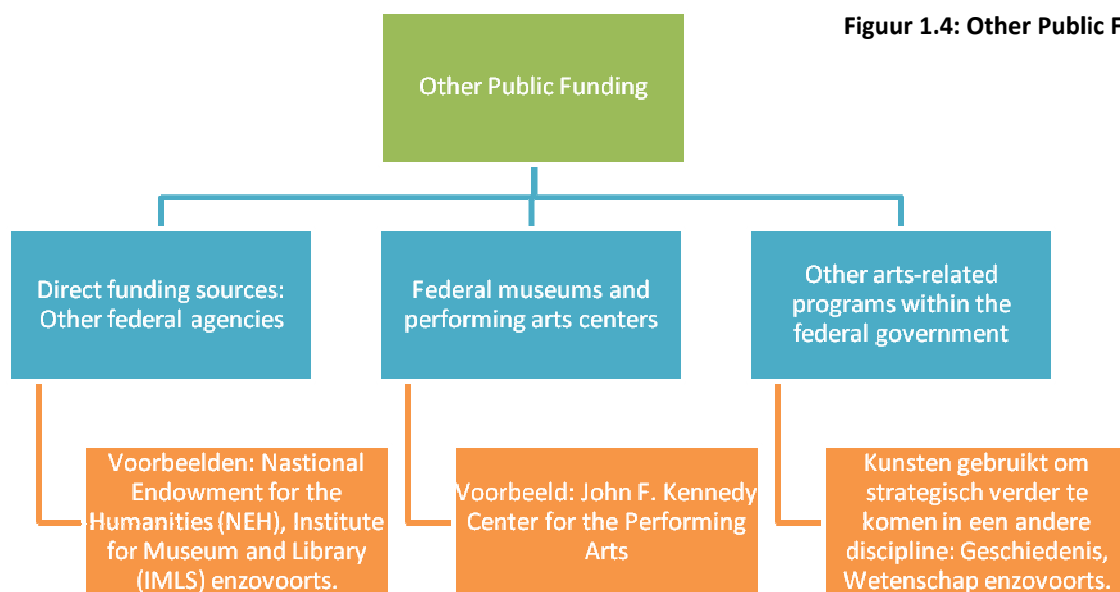 Figuur 1.4: Other Public F
Other Public Funding
Direct funding sources:
Other federal agencies
Federal museums and
performing arts centers
Other arts-related
programs within the
federal government
Voorbeelden: Nastional
Endowment for the
Humanities (NEH), Institute
for Museum and Library
(IMLS) enzovoorts.
Voorbeeld: John F. Kennedy
Center for the Performing
Arts
Kunsten gebruikt om
strategisch verder te
komen in een andere
discipline: Geschiedenis,
Wetenschap enzovoorts.